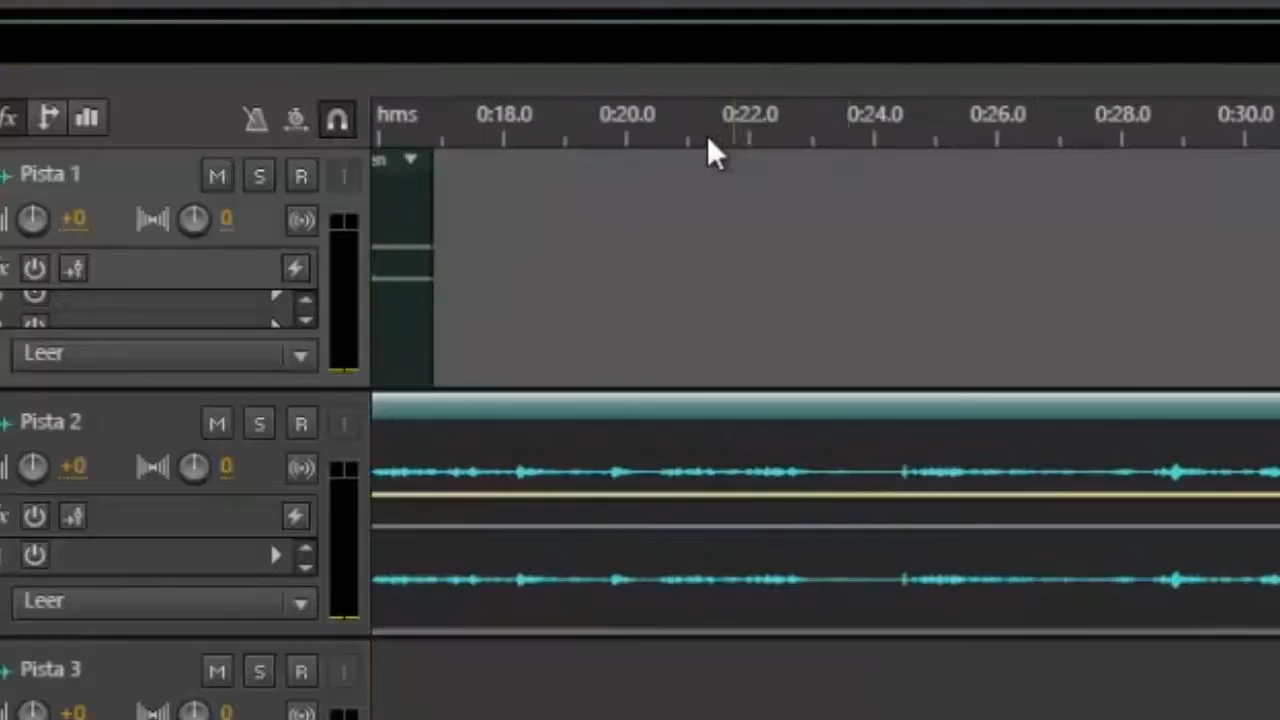 fx
hms 0:18.0 0:20.0 0:22.0 0:24.0 0:26.0 0:28.0 0:30.0
Pista 1 M S R I
+0 0
Leer
Pista 2 M S R I
+0 0
Leer
Pista 3 M S R I
+0 0